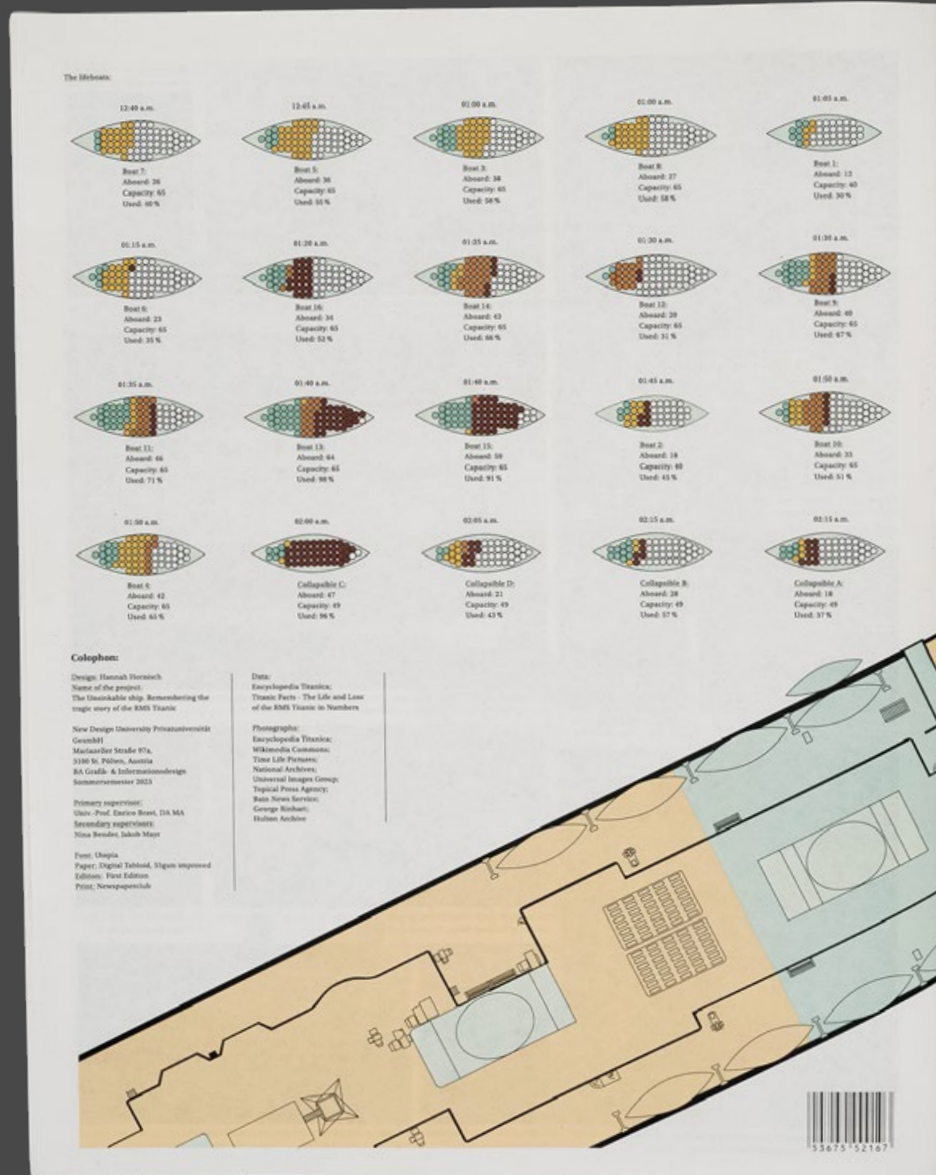 The lifeboats:
12:40 a.m.
Boat 7:
Aboard: 26
Capacity: 65
Used: 40 %
12:45 a.m.
Boat 5:
Aboard: 36
Capacity: 65
Used: 55 %
01:00 a.m.
Boat 3:
Aboard: 38
Capacity: 65
Used: 58 %
01:00 a.m.
Boat 8:
Aboard: 27
Capacity: 65
Used: 58 %
01:05 a.m.
Boat 1:
Aboard: 12
Capacity: 40
Used: 30 %
01:15 a.m.
Boat 6:
Aboard: 23
Capacity: 65
Used: 35 %
01:20 a.m.
Boat 16:
Aboard: 34
Capacity: 65
Used: 52 %
01:25 a.m.
Boat 14:
Aboard: 43
Capacity: 65
Used: 66 %
01:30 a.m.
Boat 12:
Aboard: 20
Capacity: 65
Used: 31 %
01:30 a.m.
Boat 9:
Aboard: 40
Capacity: 65
Used: 67 %
01:35 a.m.
Boat 11:
Aboard: 46
Capacity: 65
Used: 71 %
01:40 a.m.
Boat 13:
Aboard: 64
Capacity: 65
Used: 98 %
01:40 a.m.
Boat 15:
Aboard: 59
Capacity: 65
Used: 91 %
01:45 a.m.
Boat 2:
Aboard: 18
Capacity: 40
Used: 45 %
01:50 a.m.
Boat 10:
Aboard: 33
Capacity: 65
Used: 51 %
01:50 a.m.
Boat 4:
Aboard: 42
Capacity: 65
Used: 65 %
02:00 a.m.
Collapsible C:
Aboard: 47
Capacity: 49
Used: 96 %
02:05 a.m.
Collapsible D:
Aboard: 21
Capacity: 49
Used: 43 %
02:15 a.m.
Collapsible B:
Aboard: 28
Capacity: 49
Used: 57 %
02:15 a.m.
Collapsible A:
Aboard: 18
Capacity: 49
Used: 37 %
Colophon:
Design: Hannah Hornisch
Name of the project:
The Unsinkable ship. Remembering the
tragic story of the RMS Titanic
New Design University Privatuniversität
GesmbH
Mariazeller Straße 97a,
3100 St. Pölten, Austria
BA Grafik- & Informationsdesign
Sommersemester 2023
Primary supervisor:
Univ.-Prof. Enrico Bravi, DA MA
Secondary supervisors:
Nina Bender, Jakob Mayr
Font: Utopia
Paper: Digital Tabloid, 55gsm improved
Edition: First Edition
Print: Newspaperclub
Data:
Encyclopedia Titanica;
Titanic Facts - The Life and Loss
of the RMS Titanic in Numbers
Photographs:
Encyclopedia Titanica;
Wikimedia Commons;
Time Life Pictures;
National Archives;
Universal Images Group;
Topical Press Agency;
Bain News Service;
George Rinhart;
Hulton Archive
53675 52167